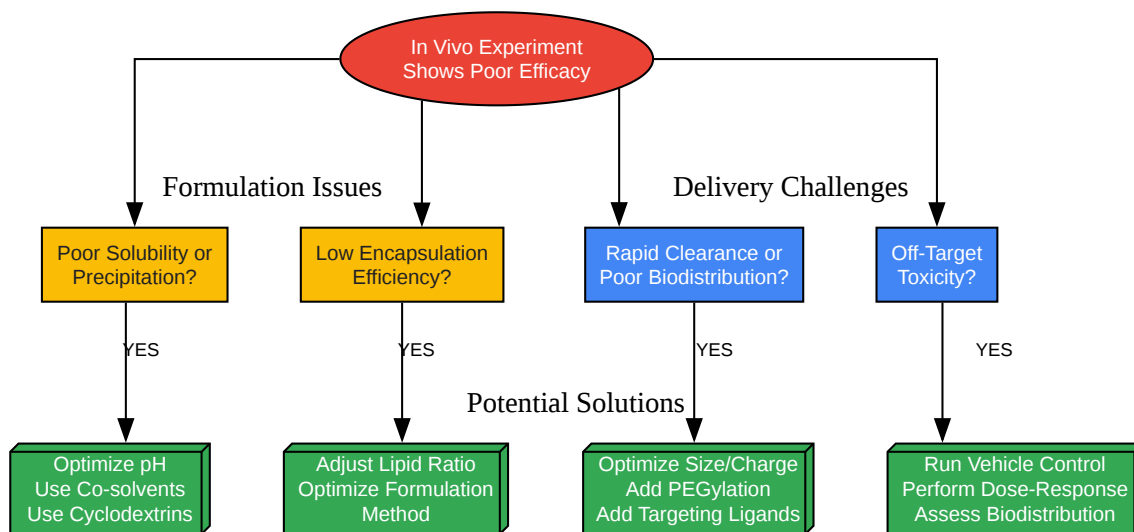 In Vivo Experiment
Shows Poor Efficacy
Formulation Issues
Delivery Challenges
Poor Solubility or
Precipitation?
Low Encapsulation
Efficiency?
Rapid Clearance or
Poor Biodistribution?
Off-Target
Toxicity?
YES
YES
YES
YES
Potential Solutions
Optimize pH
Use Co-solvents
Use Cyclodextrins
Adjust Lipid Ratio
Optimize Formulation
Method
Optimize Size/Charge
Add PEGylation
Add Targeting Ligands
Run Vehicle Control
Perform Dose-Response
Assess Biodistribution